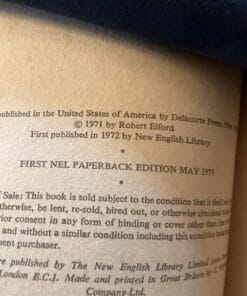 published in the United States of America by Delacorte Press,
© 1971 by Robert Elford
First published in 1972 by New English Library
•
FIRST NEL PAPERBACK EDITION MAY 1973
•
Sale: This book is sold subject to the condition that it shall not
otherwise, be lent, re-sold, hired out, or otherwise circulated
prior consent in any form of binding or cover other than
and without a similar condition including this condition being
ent purchaser.
are published by The New English Library Limited from
London E.C.1. Made and printed in Great Britain by C.
Company Ltd.